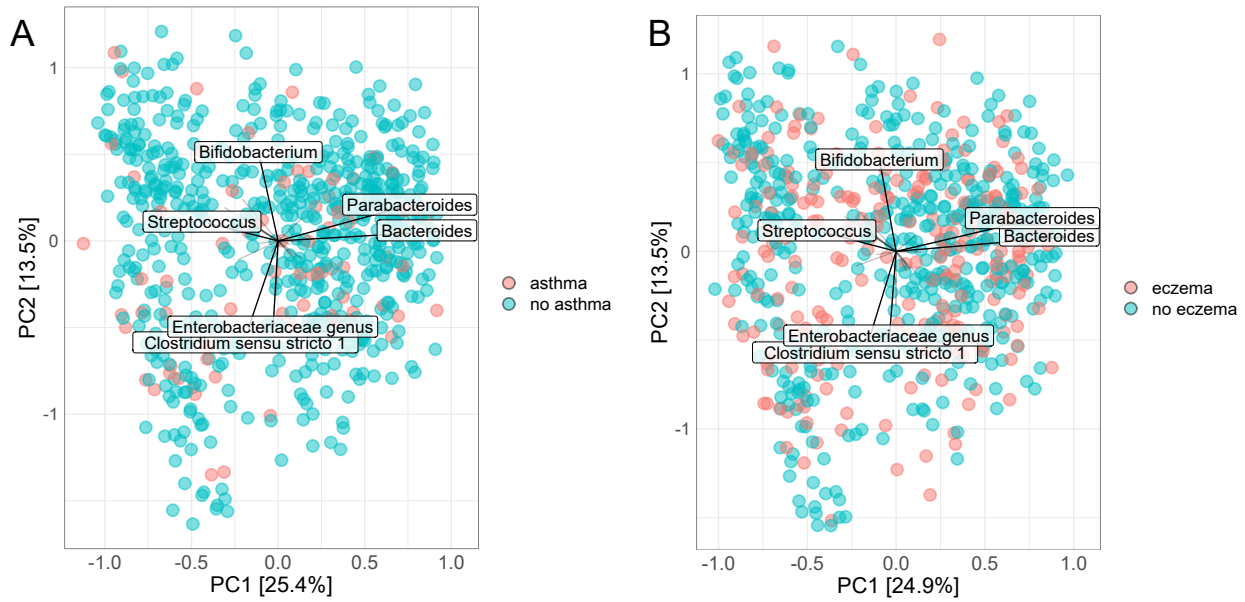 A
1
0
-1
PC2 [13.5%]
Bifidobacterium
Parabacteroides
Streptococcus
Bacteroides
Enterobacteriaceae genus
Clostridium sensu stricto 1
-1.0
-0.5
0.0
0.5
1.0
PC1 [25.4%]
asthma
no asthma
B
1
0
-1
PC2 [13.5%]
Bifidobacterium
Parabacteroides
Streptococcus
Bacteroides
Enterobacteriaceae genus
Clostridium sensu stricto 1
-1.0
-0.5
0.0
0.5
1.0
PC1 [24.9%]
eczema
no eczema